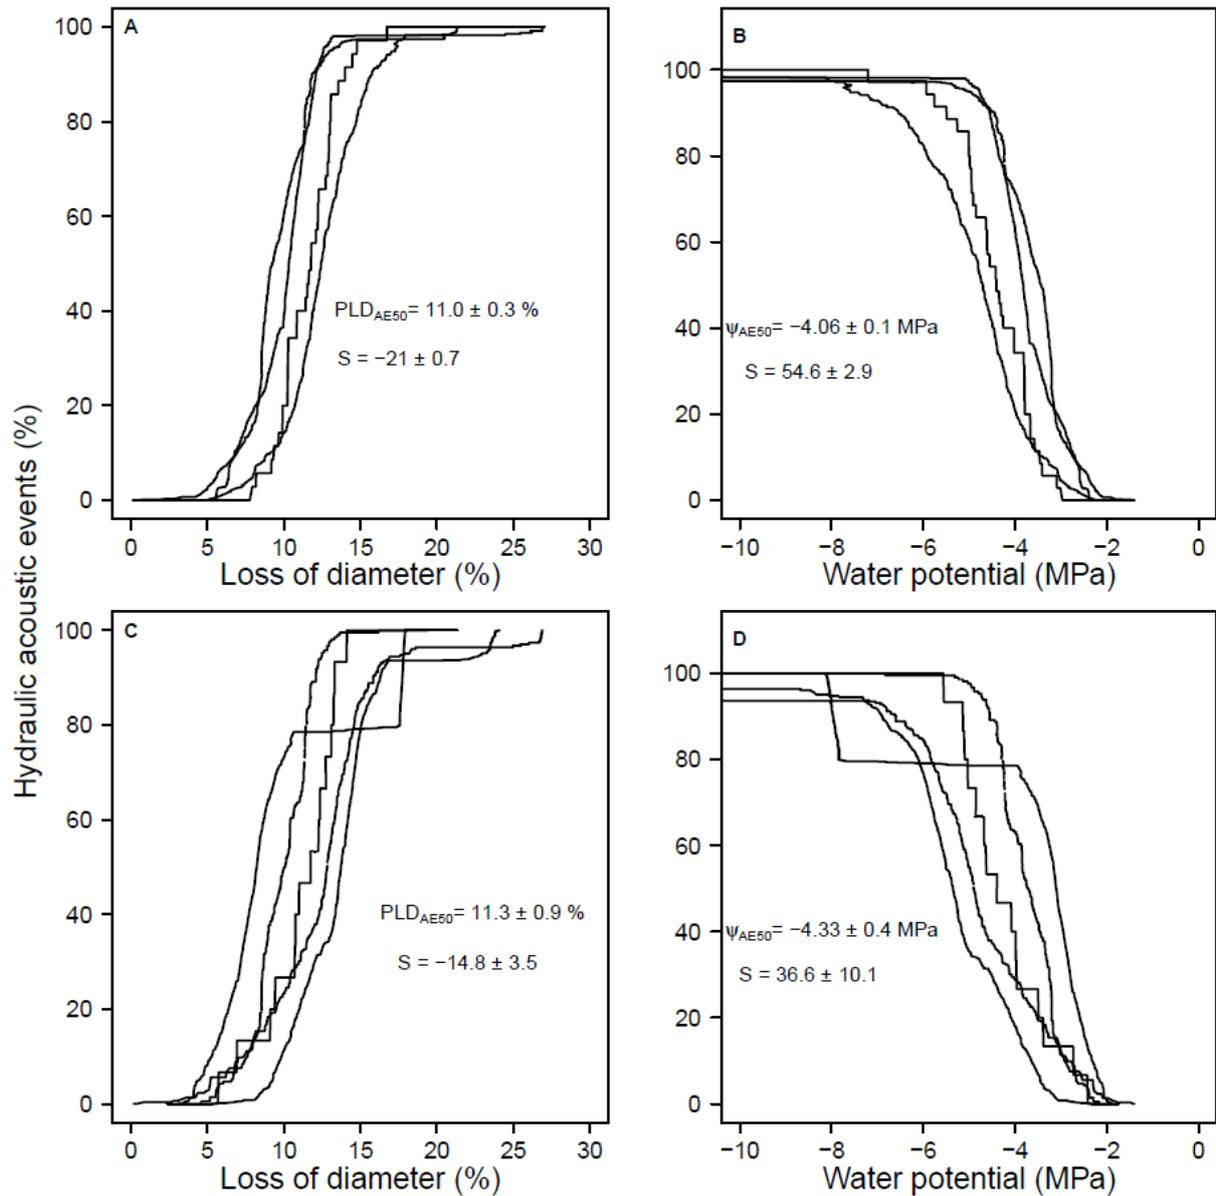 Hydraulic acoustic events (%)
A
100
80
60
40
20
0
PLDAE50= 11.0 ± 0.3 %
S = −21 ± 0.7
0 5 10 15 20 25 30
Loss of diameter (%)
B
100
80
60
40
20
0
ψAE50= −4.06 ± 0.1 MPa
S = 54.6 ± 2.9
−10 −8 −6 −4 −2 0
Water potential (MPa)
C
100
80
60
40
20
0
PLDAE50= 11.3 ± 0.9 %
S = −14.8 ± 3.5
0 5 10 15 20 25 30
Loss of diameter (%)
D
100
80
60
40
20
0
ψAE50= −4.33 ± 0.4 MPa
S = 36.6 ± 10.1
−10 −8 −6 −4 −2 0
Water potential (MPa)